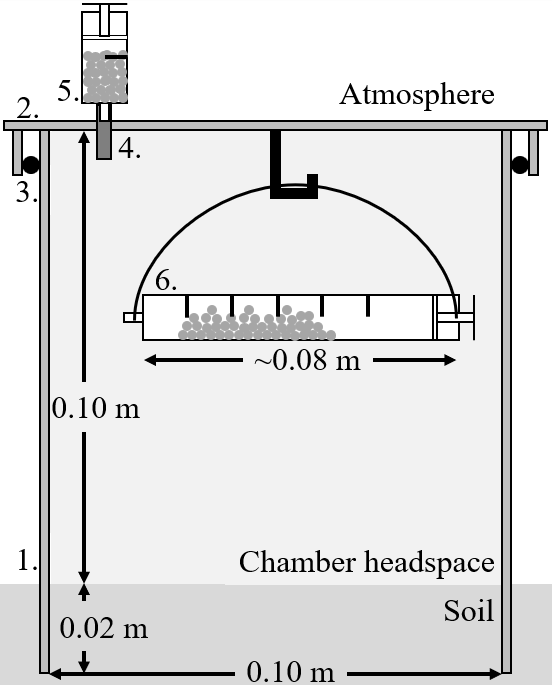 5.
Atmosphere
2.
4.
3.
6.
~0.08 m
0.10 m
1.
Chamber headspace
Soil
0.02 m
0.10 m